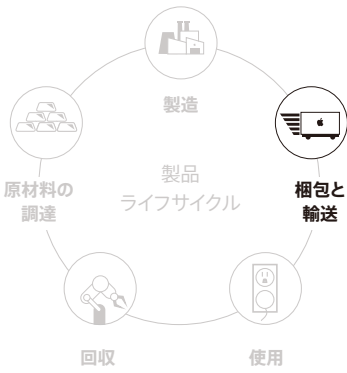 製造
梱包と
輸送
使用
回収
原材料の
調達
製品
ライフサイクル